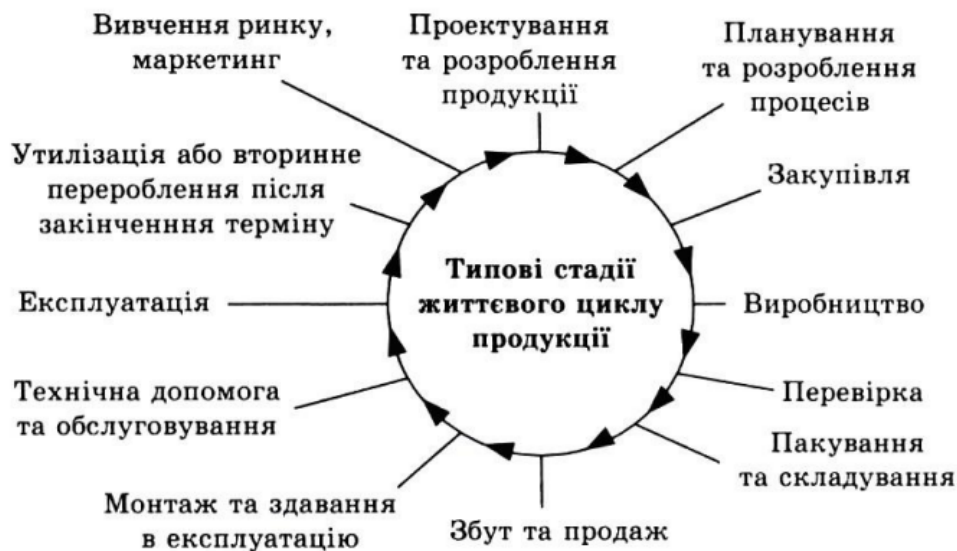 Вивчення ринку,
маркетинг
Проектування
та розроблення
продукції
Планування
та розроблення
процесів
Закупівля
Виробництво
Перевірка
Пакування
та складування
Збут та продаж
Монтаж та здавання
в експлуатацію
Технічна допомога
та обслуговування
Експлуатація
Утилізація або вторинне
перероблення після
закінченння терміну
Типові стадії
життєвого циклу
продукції